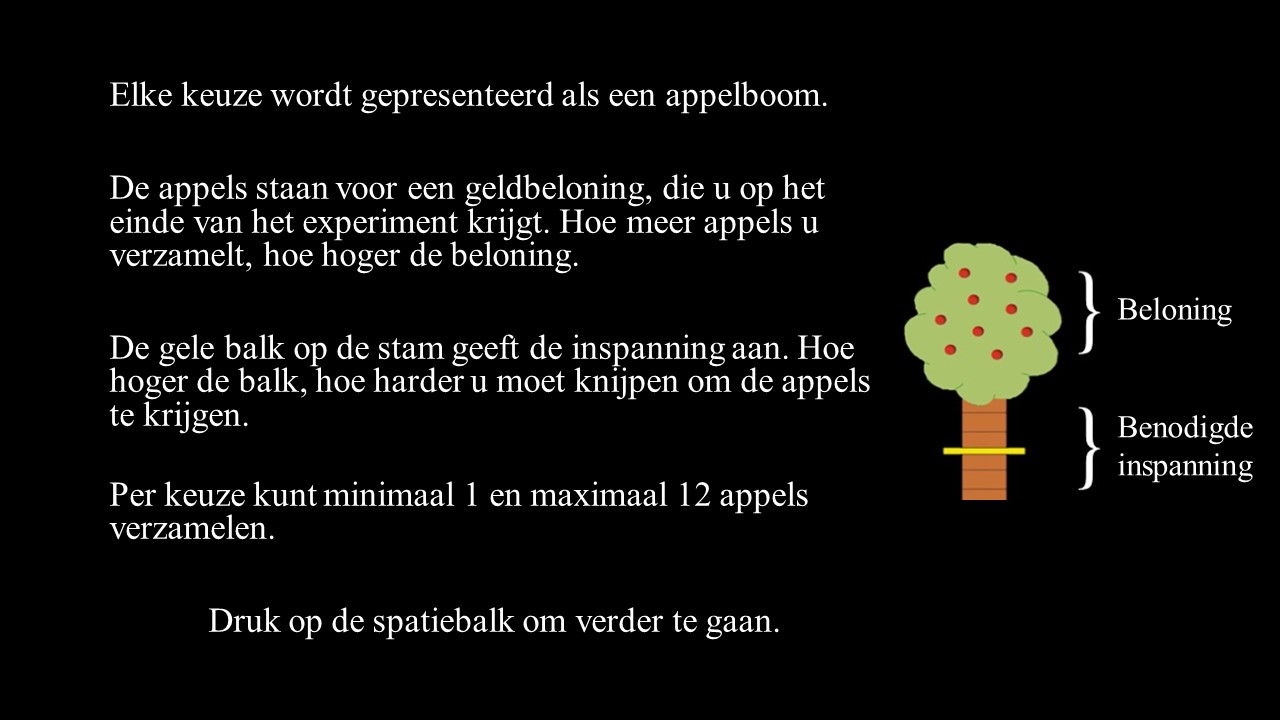 Elke keuze wordt gepresenteerd als een appelboom.
De appels staan voor een geldbeloning, die u op het
einde van het experiment krijgt. Hoe meer appels u
verzamelt, hoe hoger de beloning.
De gele balk op de stam geeft de inspanning aan. Hoe
hoger de balk, hoe harder u moet knijpen om de appels
te krijgen.
Per keuze kunt minimaal 1 en maximaal 12 appels
verzamelen.
Druk op de spatiebalk om verder te gaan.
Beloning
Benodigde
inspanning